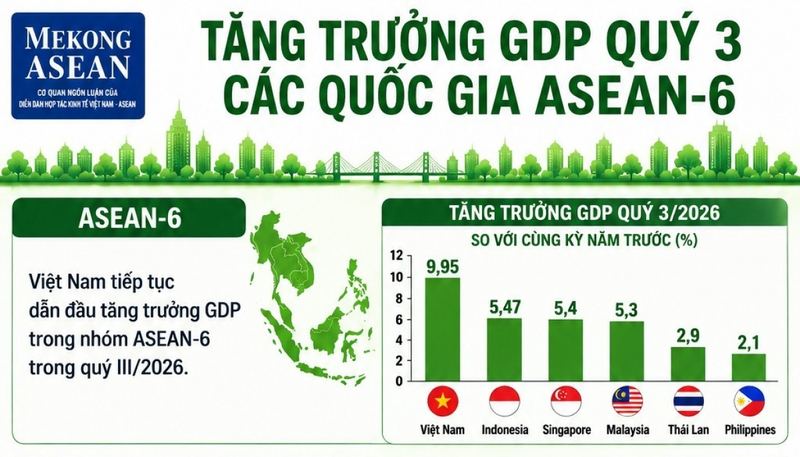 MEKONG
ASEAN
CƠ QUAN NGÔN LUẬN CỦA
DIỄN ĐÀN HỢP TÁC KINH TẾ VIỆT NAM - ASEAN
TĂNG TRƯỞNG GDP QUÝ 3
CÁC QUỐC GIA ASEAN-6
ASEAN-6
Việt Nam tiếp tục
dẫn đầu tăng trưởng GDP
trong nhóm ASEAN-6
trong quý III/2026.
TĂNG TRƯỞNG GDP QUÝ 3/2026
SO VỚI CÙNG KỲ NĂM TRƯỚC (%)
12
10
8
6
4
2
0
9,95
5,47
5,4
5,3
2,9
2,1
Việt Nam
Indonesia
Singapore
Malaysia
Thái Lan
Philippines